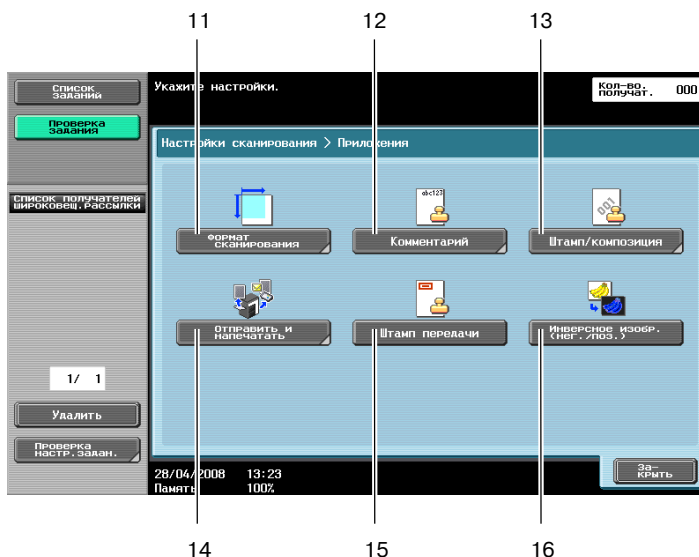 11
12
13
Список
заданий
Укажите настройки.
Кол-во.
получат.
000
Проверка
задания
Настройки сканирования > Приложения
Список получателей
широковещ.рассылки
abc123
001
Формат
сканирования
Комментарий
Штамп/композиция
Отправить и
напечатать
Штамп передачи
Инверсное изобр.
(нег./поз.)
1/ 1
Удалить
Проверка
настр.задан.
За-
крыть
28/04/2008 13:23
Память 100%
14
15
16